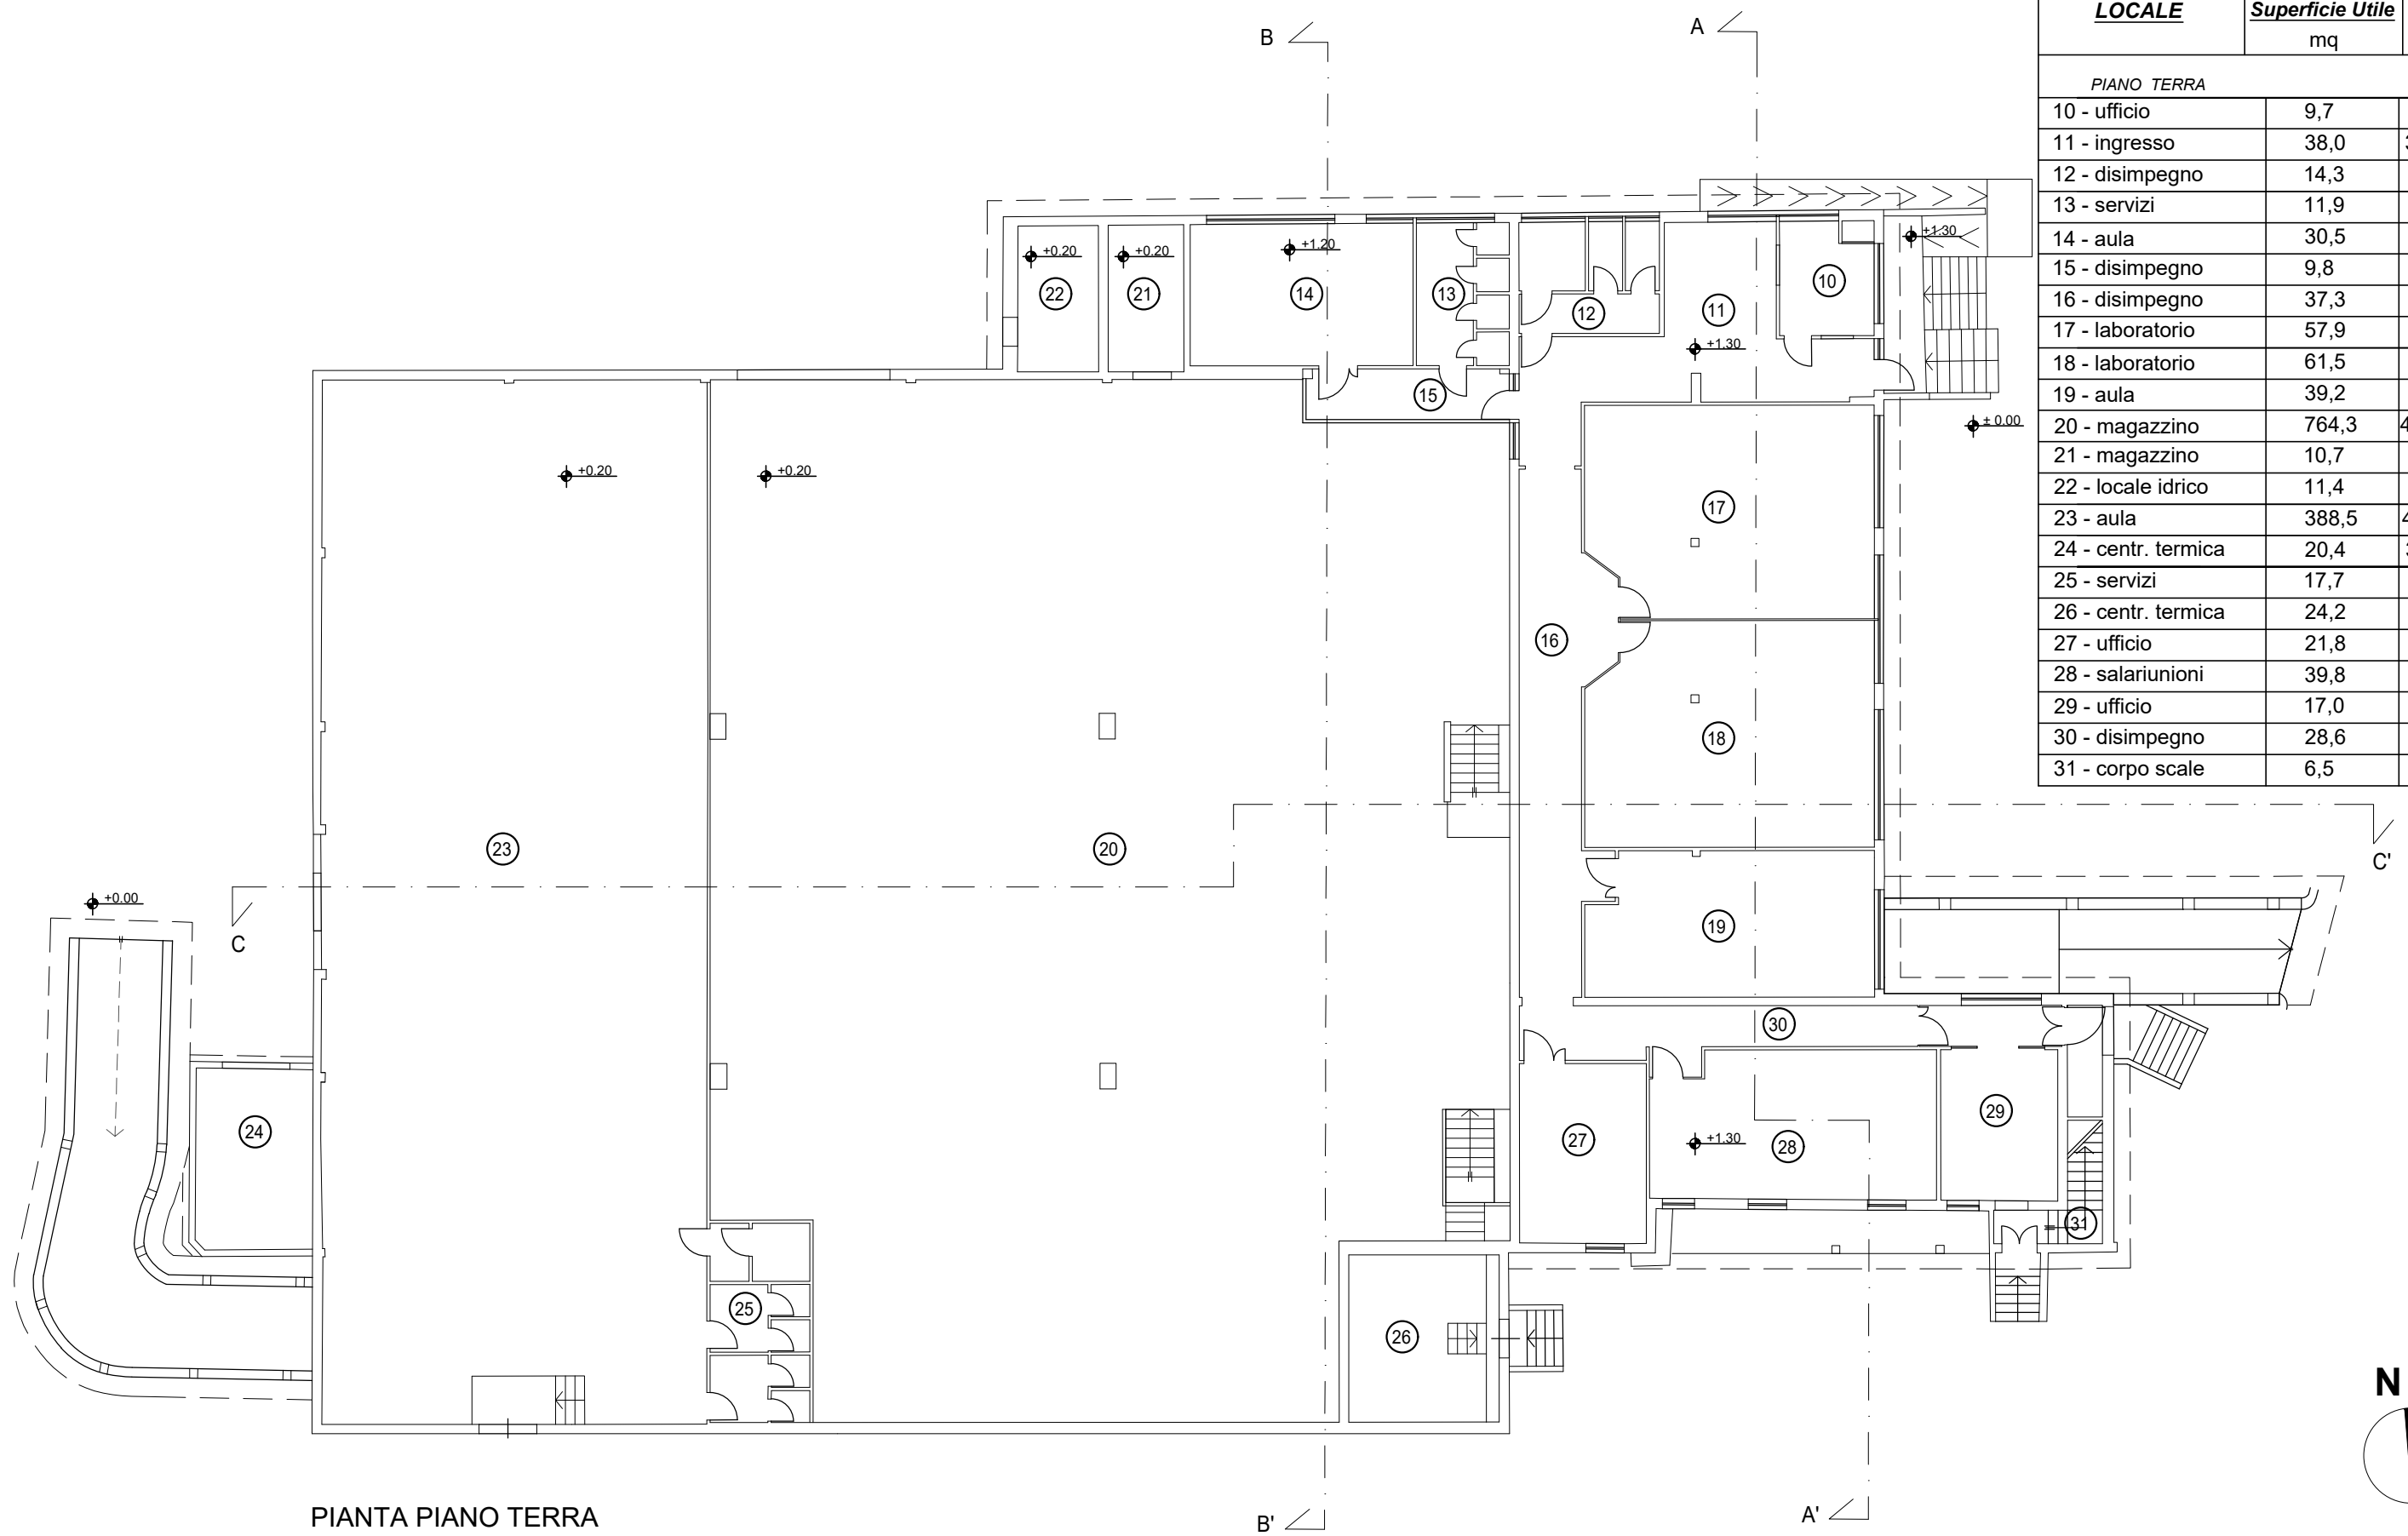 LOCALE Superficie Utile
mq
PIANO TERRA
10 - ufficio 9,7
11 - ingresso 38,0
12 - disimpegno 14,3
13 - servizi 11,9
14 - aula 30,5
15 - disimpegno 9,8
16 - disimpegno 37,3
17 - laboratorio 57,9
18 - laboratorio 61,5
19 - aula 39,2
20 - magazzino 764,3
21 - magazzino 10,7
22 - locale idrico 11,4
23 - aula 388,5
24 - centr. termica 20,4
25 - servizi 17,7
26 - centr. termica 24,2
27 - ufficio 21,8
28 - salariunioni 39,8
29 - ufficio 17,0
30 - disimpegno 28,6
31 - corpo scale 6,5
B
A
+0.20
+0.20
+1.20
+1.30
22
21
14
13
12
11
10
+1.30
15
± 0.00
+0.20
+0.20
17
16
18
23
20
C'
+0.00
C
19
30
24
27
+1.30
28
29
31
25
26
N
PIANTA PIANO TERRA
B'
A'